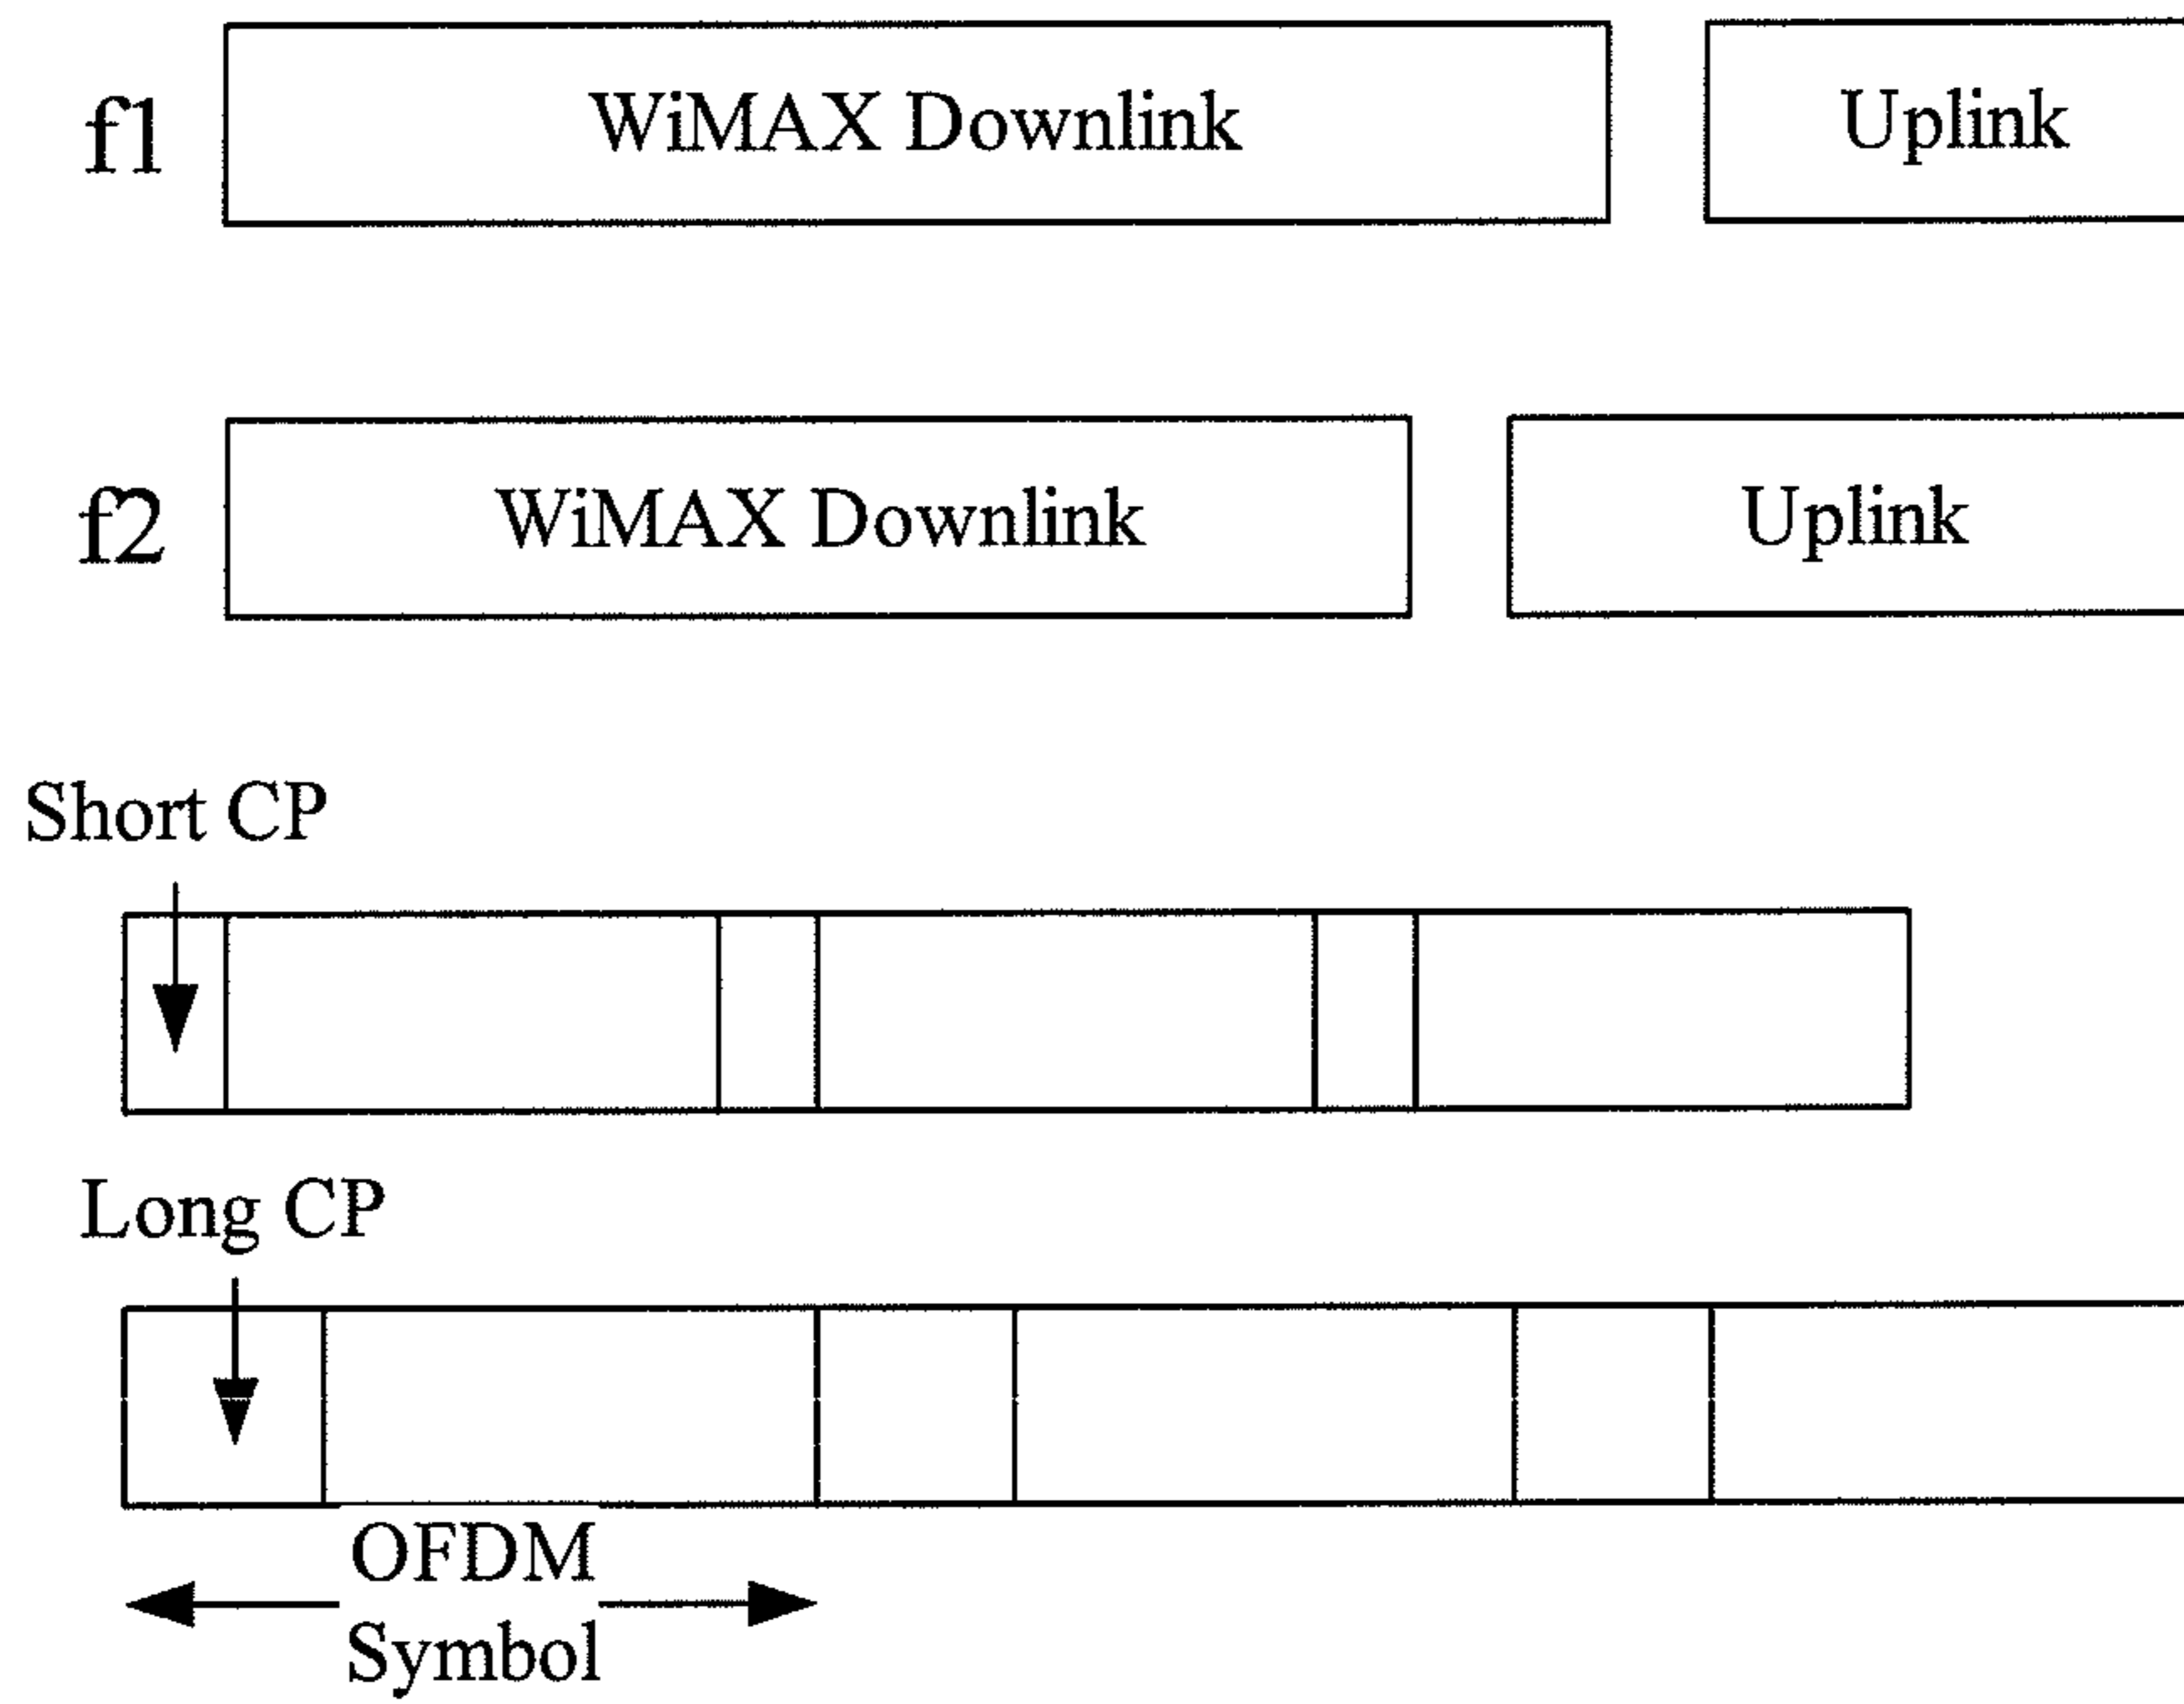 f1 WiMAX Downlink Uplink
f2 WiMAX Downlink Uplink
Short CP
Long CP
OFDM
Symbol